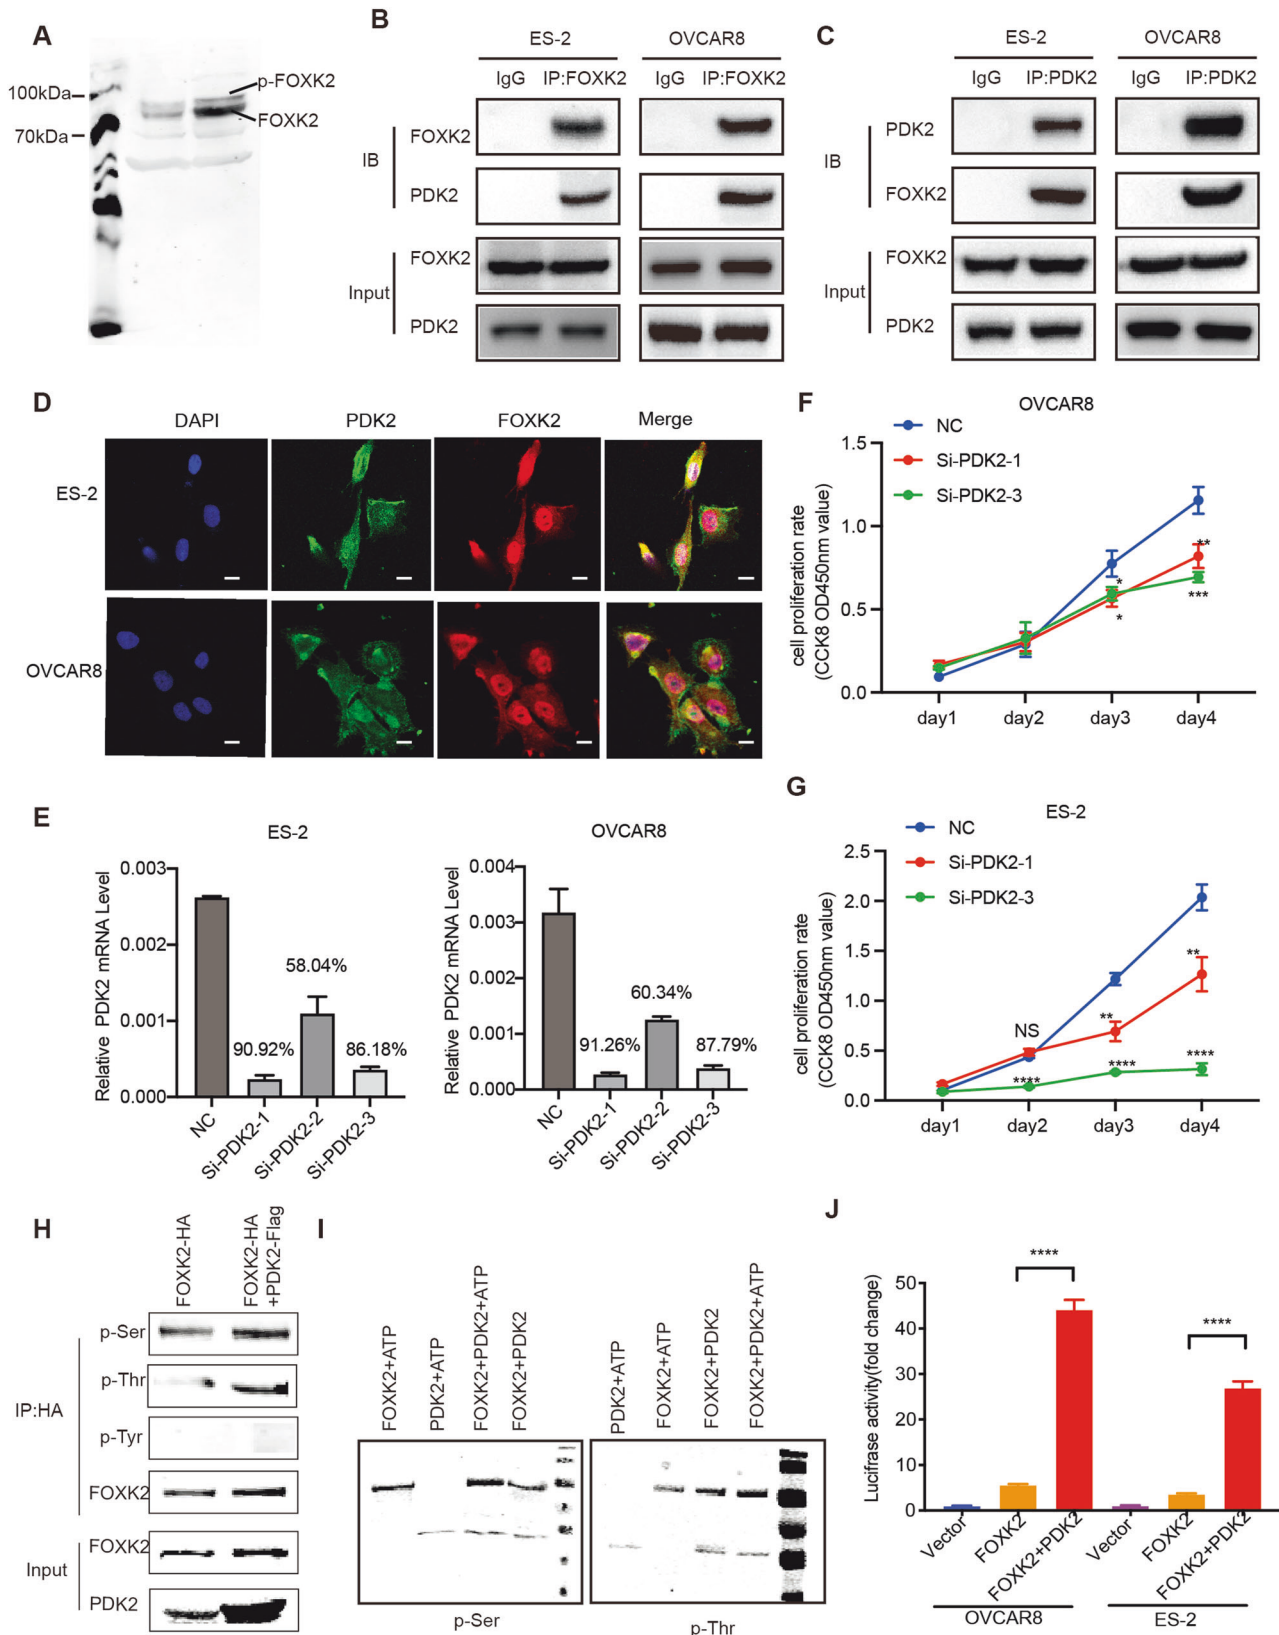 A
100kDa
70kDa
p-FOXK2
FOXK2
B
ES-2
OVCAR8
IgG
IP:FOXK2
IgG
IP:FOXK2
IB
FOXK2
PDK2
Input
FOXK2
PDK2
C
ES-2
OVCAR8
IgG
IP:PDK2
IgG
IP:PDK2
IB
PDK2
FOXK2
Input
FOXK2
PDK2
D
DAPI
PDK2
FOXK2
Merge
ES-2
OVCAR8
E
ES-2
Relative PDK2 mRNA Level
0.003
0.002
0.001
0.000
90.92%
58.04%
86.18%
NC
Si-PDK2-1
Si-PDK2-2
Si-PDK2-3
OVCAR8
Relative PDK2 mRNA Level
0.004
0.003
0.002
0.001
0.000
91.26%
60.34%
87.79%
NC
Si-PDK2-1
Si-PDK2-2
Si-PDK2-3
F
OVCAR8
NC
Si-PDK2-1
Si-PDK2-3
cell proliferation rate
(CCK8 OD450nm value)
1.5
1.0
0.5
0.0
*
*
**
***
day1
day2
day3
day4
G
ES-2
NC
Si-PDK2-1
Si-PDK2-3
cell proliferation rate
(CCK8 OD450nm value)
2.5
2.0
1.5
1.0
0.5
0.0
NS
****
**
****
**
****
day1
day2
day3
day4
H
FOXK2-HA
FOXK2-HA
+PDK2-Flag
IP:HA
p-Ser
p-Thr
p-Tyr
FOXK2
Input
FOXK2
PDK2
I
FOXK2+ATP
PDK2+ATP
FOXK2+PDK2+ATP
FOXK2+PDK2
p-Ser
PDK2+ATP
FOXK2+ATP
FOXK2+PDK2
FOXK2+PDK2+ATP
p-Thr
J
Lucifrase activity(fold change)
50
40
30
20
10
0
****
****
Vector
FOXK2
FOXK2+PDK2
Vector
FOXK2
FOXK2+PDK2
OVCAR8
ES-2